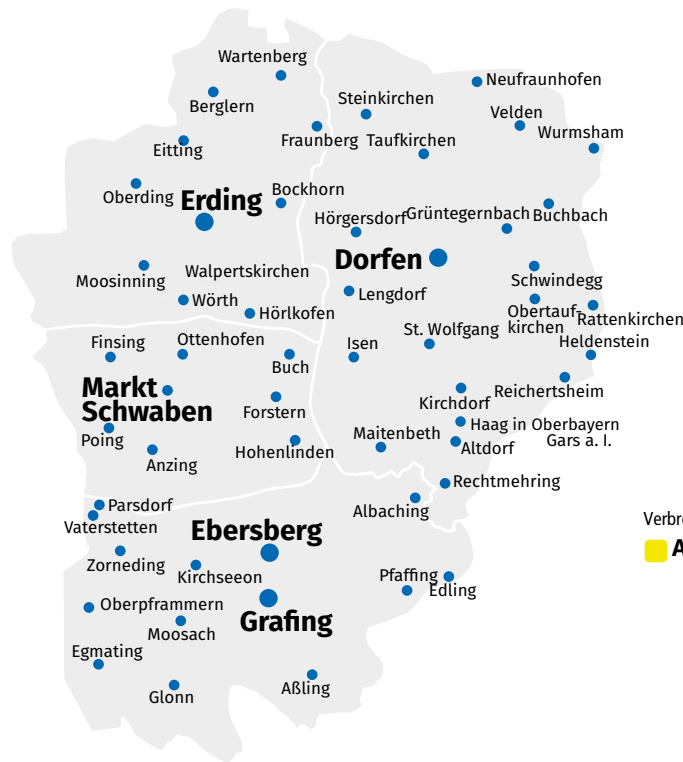 Wartenberg
Neufraunhofen
Steinkirchen
Berglern
Velden
Wurmsham
Fraunberg
Taufkirchen
Eitting
Oberding
Erding
Bockhorn
Hörgersdorf
Grüntegernbach
Buchbach
Dorfen
Moosinning
Walpertskirchen
Schwindegg
Wörth
Lengdorf
Hörlkofen
Obertauf-
kirchen
Rattenkirchen
Finsing
Ottenhofen
Isen
St. Wolfgang
Heldenstein
Buch
Markt
Schwaben
Forstern
Kirchdorf
Reichertsheim
Poing
Haag in Oberbayern
Maitenbeth
Altdorf
Gars a. I.
Anzing
Hohenlinden
Rechtmehring
Parsdorf
Albaching
Vaterstetten
Ebersberg
Verbre
A
Zorneding
Kirchseeon
Pfaffing
Edling
Oberpframmern
Grafing
Moosach
Egmating
Glonn
Aßling